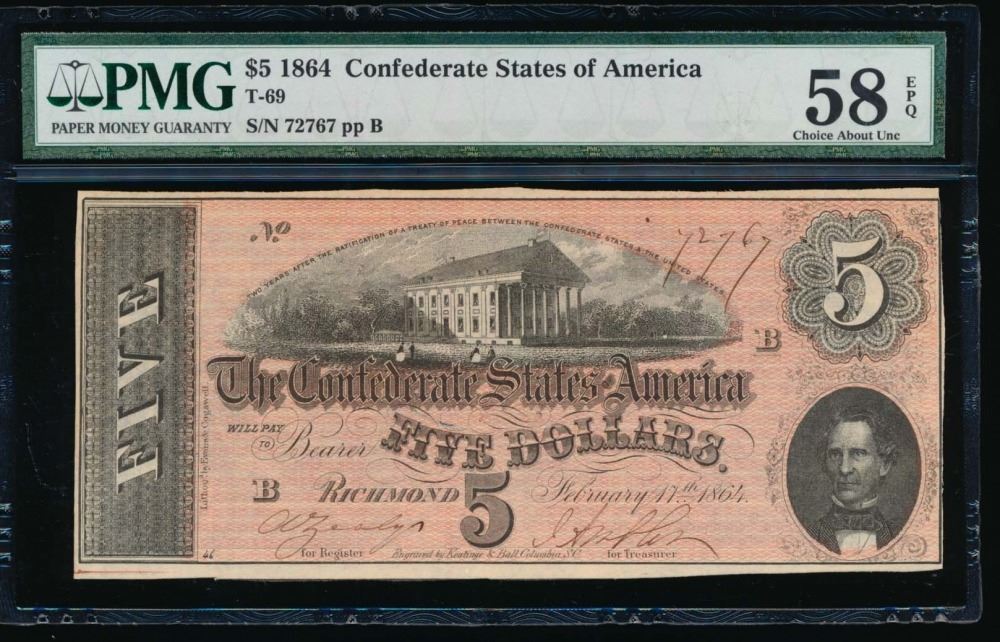 PMG
PAPER MONEY GUARANTY
$5 1864 Confederate States of America
T-69
S/N 72767 pp B
58
EPQ
Choice About Unc
TWO YEARS AFTER THE RATIFICATION OF A TREATY OF PEACE BETWEEN THE CONFEDERATE STATES & THE UNITED STATES
No
72767
5
B
FIVE
The Confederate States of America
WILL PAY
TO Bearer
FIVE DOLLARS.
B
RICHMOND
5
February 17th. 1864.
46
for Register
Engraved by Keatinge & Ball Columbia, S.C
for Treasurer